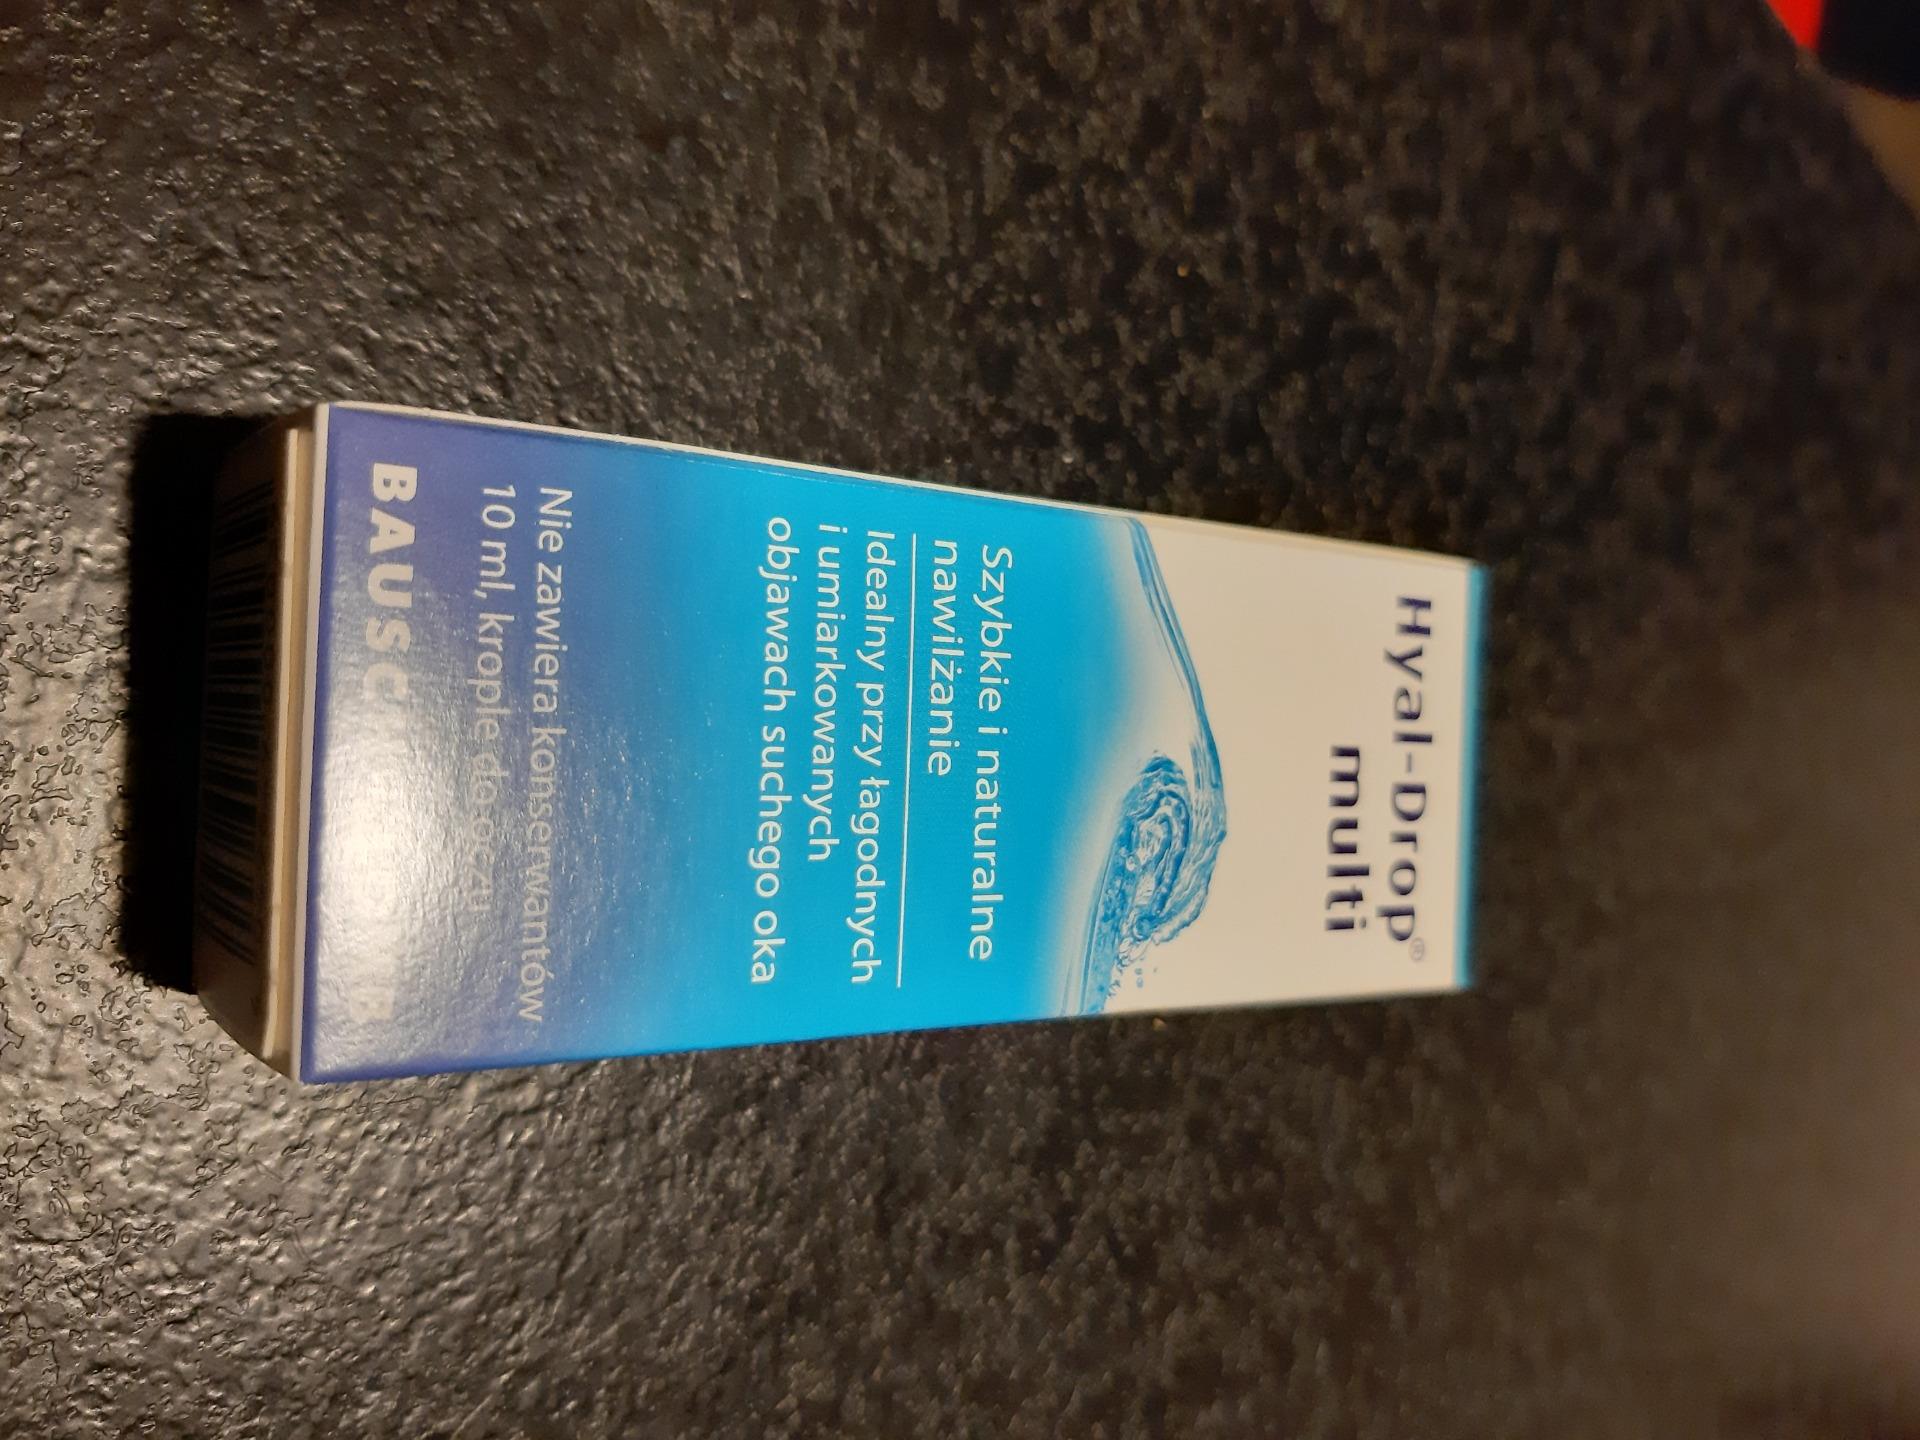 Hyal-Drop®
multi
Szybkie i naturalne
nawilżanie
Idealny przy łagodnych
i umiarkowanych
objawach suchego oka
Nie zawiera konserwantów
10 ml, krople do oczu
BAUSCH